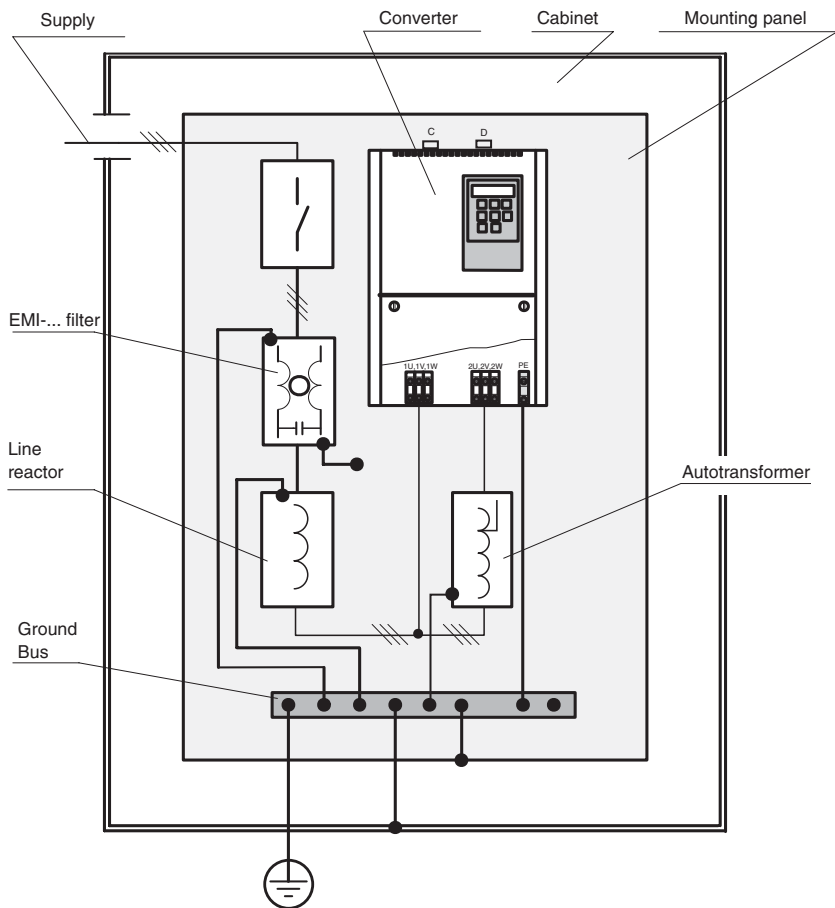 Supply
Converter
Cabinet
Mounting panel
C
D
EMI-... filter
1U,1V,1W
2U,2V,2W
PE
Line
reactor
Autotransformer
Ground
Bus